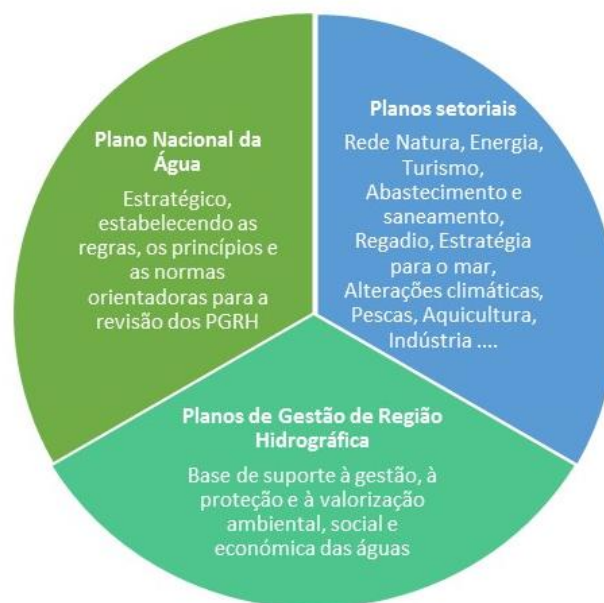 Plano Nacional da
Água
Estratégico,
estabelecendo as
regras, os princípios e
as normas
orientadoras para a
revisão dos PGRH
Planos setoriais
Rede Natura, Energia,
Turismo,
Abastecimento e
saneamento,
Regadio, Estratégia
para o mar,
Alterações climáticas,
Pescas, Aquicultura,
Indústria ....
Planos de Gestão de Região
Hidrográfica
Base de suporte à gestão, à
proteção e à valorização
ambiental, social e
económica das águas